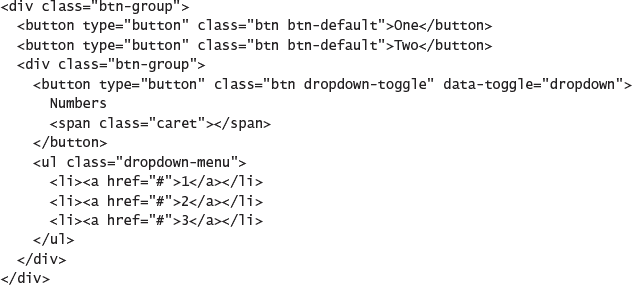 <div class="btn-group">
  <button type="button" class="btn btn-default">One</button>
  <button type="button" class="btn btn-default">Two</button>
  <div class="btn-group">
    <button type="button" class="btn dropdown-toggle" data-toggle="dropdown">
      Numbers
      <span class="caret"></span>
    </button>
    <ul class="dropdown-menu">
      <li><a href="#">1</a></li>
      <li><a href="#">2</a></li>
      <li><a href="#">3</a></li>
    </ul>
  </div>
</div>